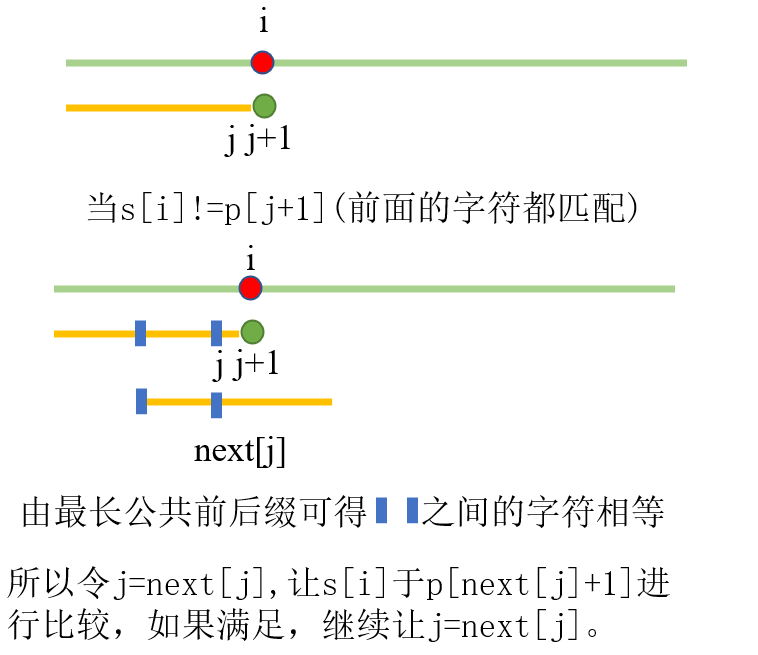 i
j j+1
当s[i]!=p[j+1](前面的字符都匹配)
i
j j+1
next[j]
由最长公共前后缀可得 之间的字符相等
所以令j=next[j],让s[i]于p[next[j]+1]进
行比较，如果满足，继续让j=next[j]。